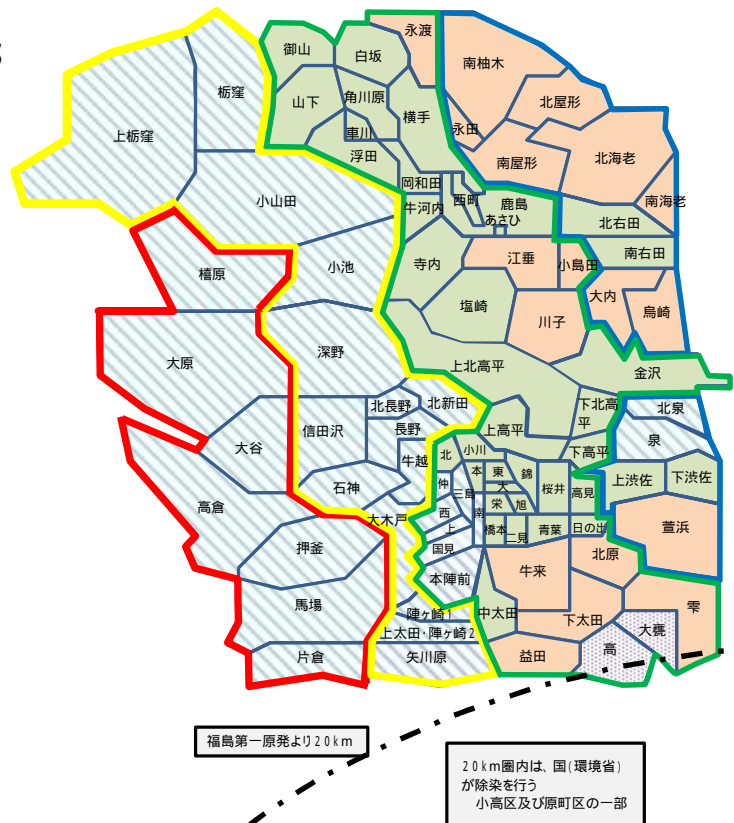 御山
白坂
永渡
南柚木
栃窪
上栃窪
山下
角川原
横手
北屋形
車川
永田
浮田
南屋形
北海老
岡和田
西町
鹿島
南海老
小山田
牛河内
あさひ
北右田
小池
寺内
江垂
小島田
南右田
橲原
塩崎
川子
大内
烏崎
大原
深野
上北高平
金沢
北長野
北新田
下北高
平
北泉
大谷
信田沢
長野
上高平
下高平
泉
牛越
北
小川
高倉
石神
仲
三島
本
東
錦
桜井
高見
上渋佐
下渋佐
大
栄
旭
大木戸
西
上
南
橋本
二見
青葉
日の出
萱浜
押釜
国見
本陣前
牛来
北原
馬場
陣ヶ崎1
中太田
下太田
雫
上太田・陣ヶ崎2
大甕
片倉
矢川原
益田
高
福島第一原発より20km
20km圏内は、国(環境省)
が除染を行う
小高区及び原町区の一部